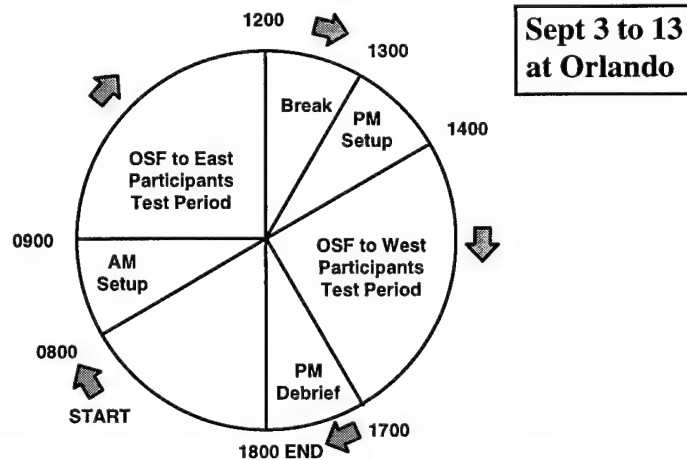 Sept 3 to 13
at Orlando
1200
1300
Break
PM
Setup
1400
OSF to East
Participants
Test Period
0900
OSF to West
Participants
Test Period
AM
Setup
0800
START
PM
Debrief
1700
1800 END